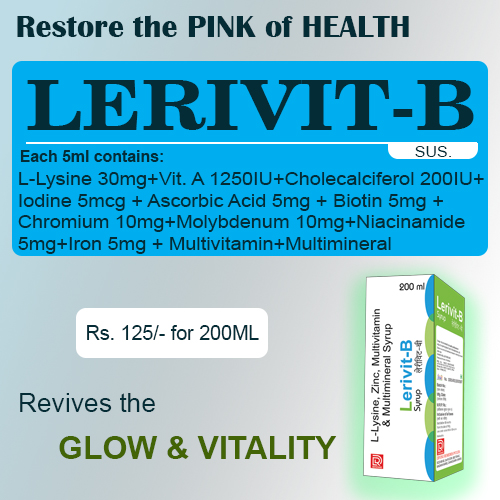 Restore the PINK of HEALTH
LERIVIT-B
SUS.
Each 5ml contains:
L-Lysine 30mg+Vit. A 1250IU+Cholecalciferol 200IU+
Iodine 5mcg + Ascorbic Acid 5mg + Biotin 5mg +
Chromium 10mg+Molybdenum 10mg+Niacinamide
5mg+Iron 5mg + Multivitamin+Multimineral
Rs. 125/- for 200ML
Revives the
GLOW & VITALITY
200 ml
L-Lysine, Zinc, Multivitamin
& Multimineral Syrup
Lerivit-B
Syrup
Lerivit-B
Syrup